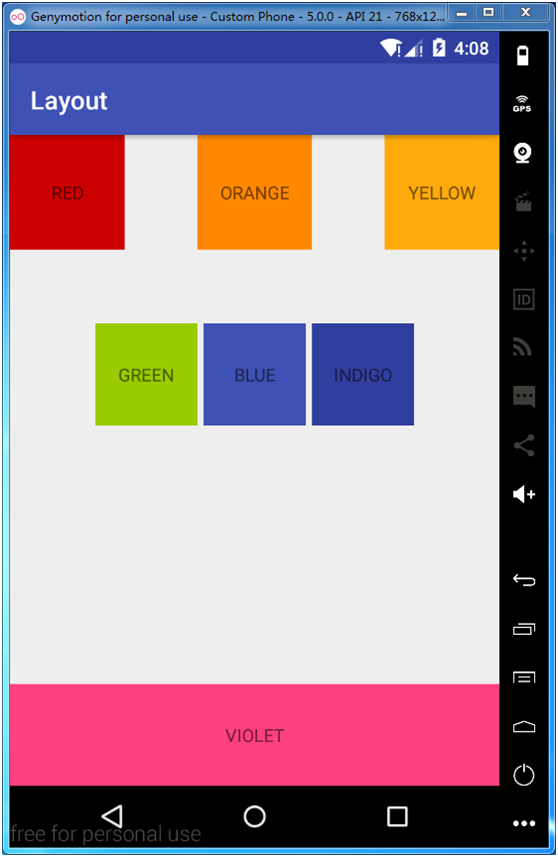 Genymotion for personal use - Custom Phone - 5.0.0 - API 21 - 768x12...
4:08
GPS
Layout
RED
ORANGE
YELLOW
ID
GREEN
BLUE
INDIGO
VIOLET
free for personal use